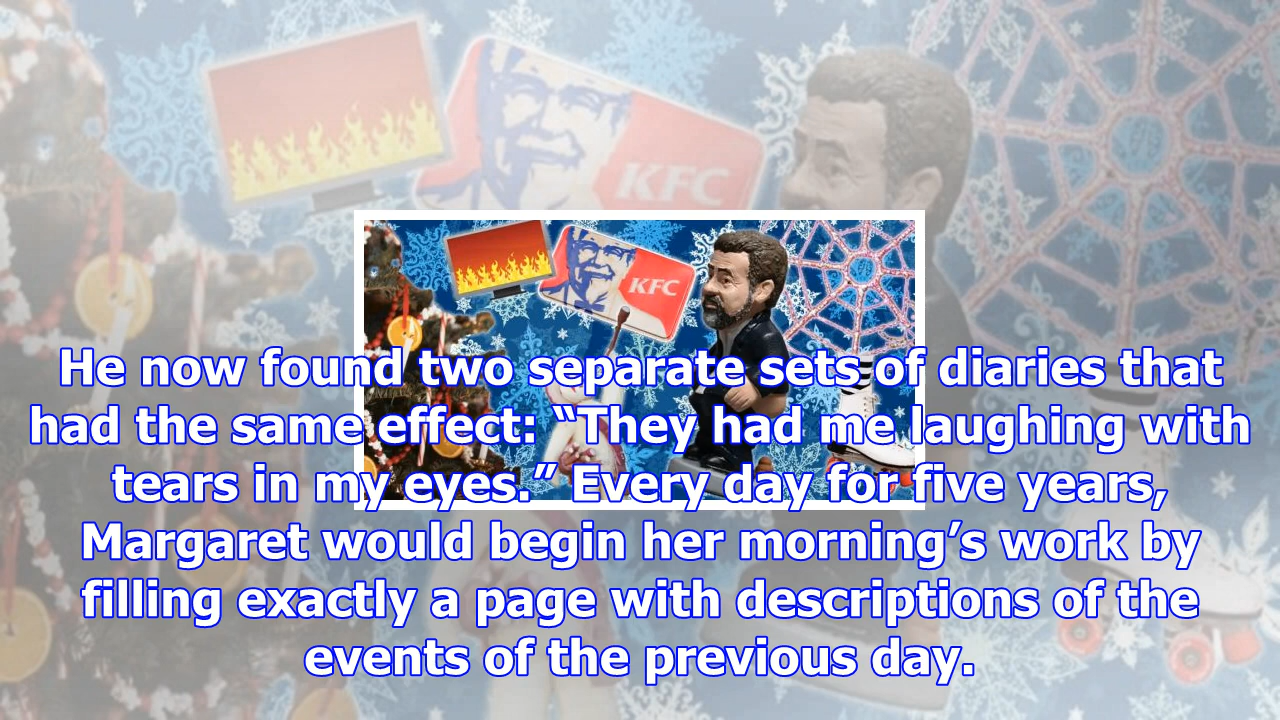 KFC
KFC
He now found two separate sets of diaries that
had the same effect: “They had me laughing with
tears in my eyes.” Every day for five years,
Margaret would begin her morning’s work by
filling exactly a page with descriptions of the
events of the previous day.